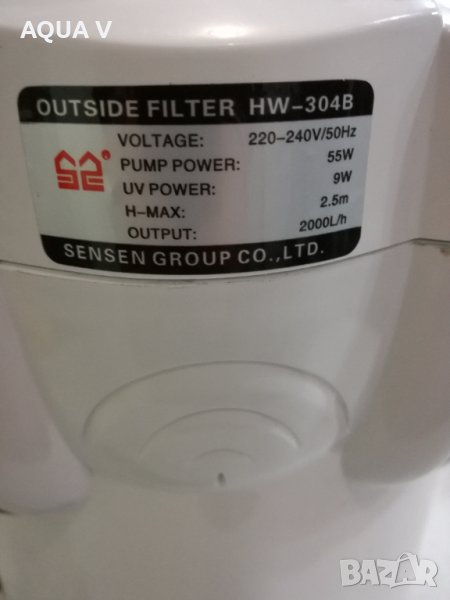 AQUA V
OUTSIDE FILTER HW-304B
VOLTAGE: 220-240V/50Hz
PUMP POWER: 55W
UV POWER: 9W
H-MAX: 2.5m
OUTPUT: 2000L/h
SENSEN GROUP CO.,LTD.
BAZAR